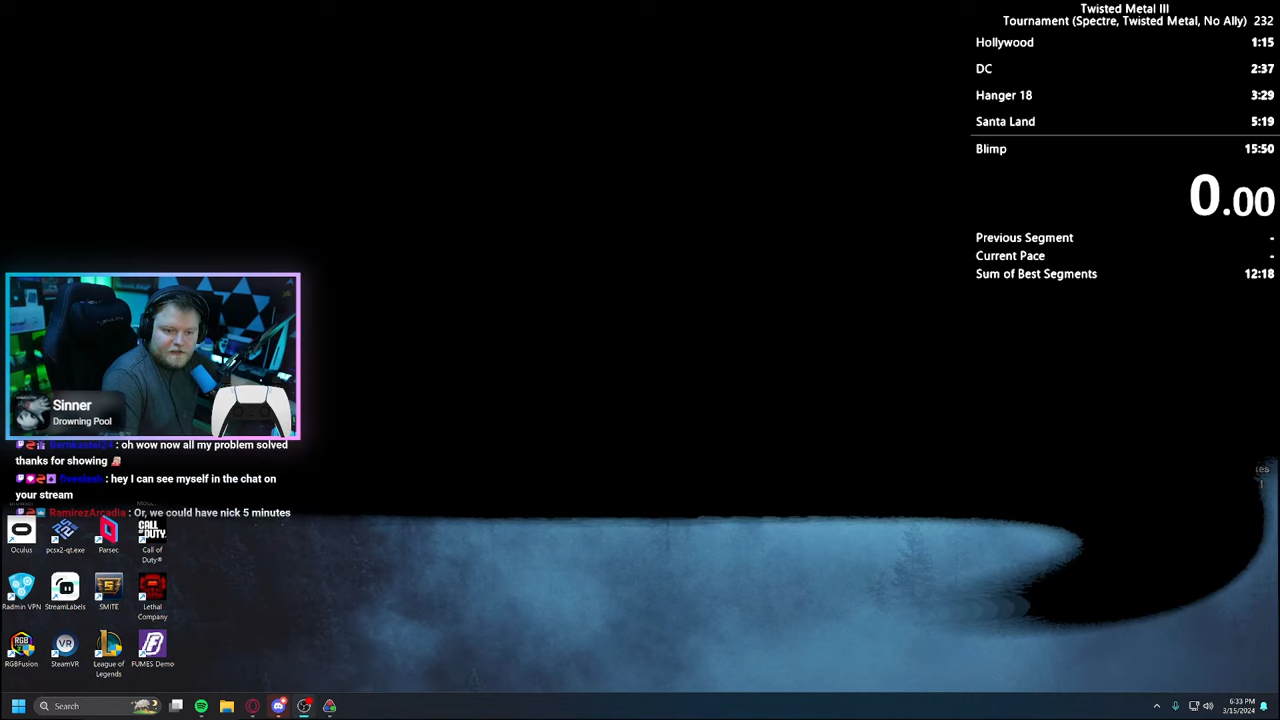 Twisted Metal III
Tournament (Spectre, Twisted Metal, No Ally) 232
Hollywood 1:15
DC 2:37
Hanger 18 3:29
Santa Land 5:19
Blimp 15:50
0.00
Previous Segment -
Current Pace -
Sum of Best Segments 12:18
Sinner
Drowning Pool
: oh wow now all my problem solved
thanks for showing
fiveslash : hey I can see myself in the chat on
your stream
RamirezArcadia : Or, we could have nick 5 minutes
Oculus pcsx2-qt.exe Parsec Call of
Duty®
CALL OF DUTY
Radmin VPN StreamLabels SMITE Lethal
Company
RGBFusion SteamVR League of
Legends FUMES Demo
Search
6:33 PM
3/15/2024